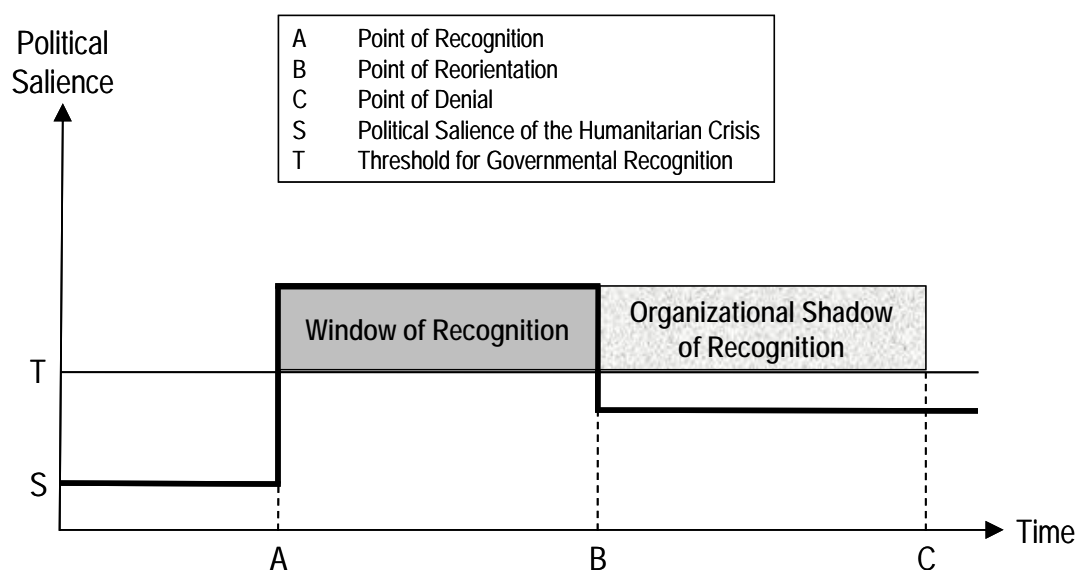 Political
Salience
A Point of Recognition
B Point of Reorientation
C Point of Denial
S Political Salience of the Humanitarian Crisis
T Threshold for Governmental Recognition
Window of Recognition
Organizational Shadow
of Recognition
T
S
Time
A
B
C